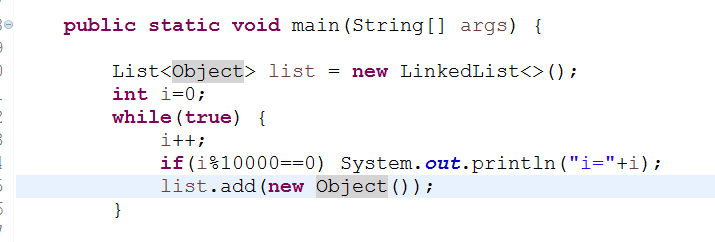 public static void main(String[] args) {
List<Object> list = new LinkedList<>();
int i=0;
while(true) {
i++;
if(i%10000==0) System.out.println("i="+i);
list.add(new Object());
}